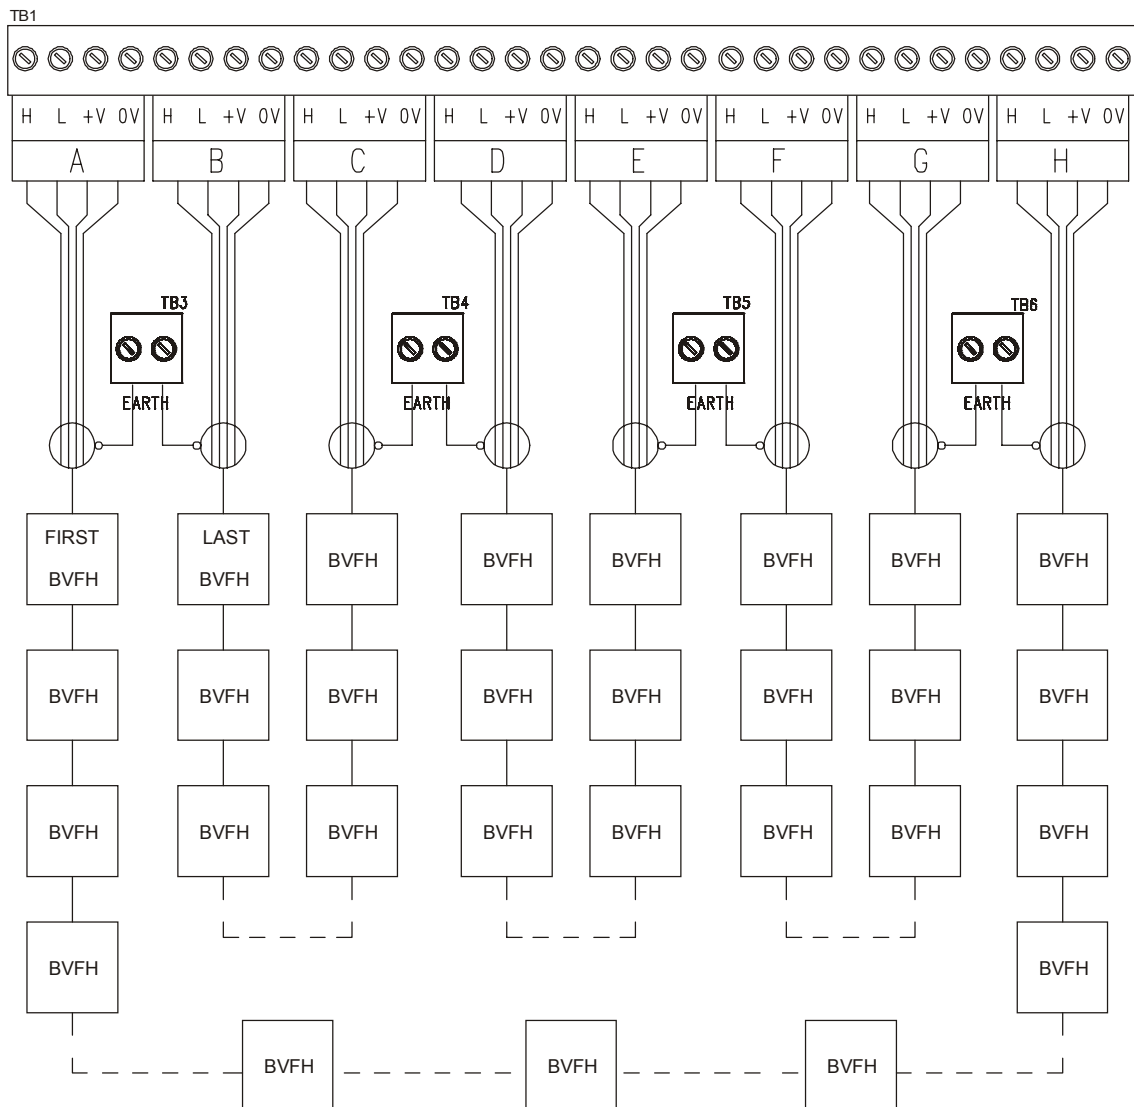 TB1
H L +V 0V H L +V 0V H L +V 0V H L +V 0V H L +V 0V H L +V 0V H L +V 0V H L +V 0V
A B C D E F G H
TB3 TB4 TB5 TB6
EARTH EARTH EARTH EARTH
FIRST LAST
BVFH BVFH BVFH BVFH BVFH BVFH BVFH BVFH
BVFH BVFH BVFH BVFH BVFH BVFH BVFH BVFH
BVFH BVFH BVFH BVFH BVFH BVFH BVFH BVFH
BVFH BVFH
BVFH BVFH BVFH